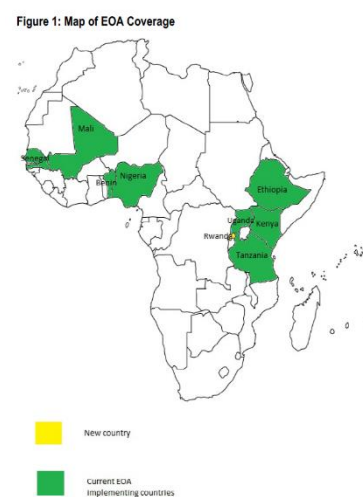 Figure 1: Map of EOA Coverage
Mali
Senegal
Nigeria
Benin
Ethiopia
Uganda
Kenya
Rwanda
Tanzania
New country
Current EOA
implementing countries